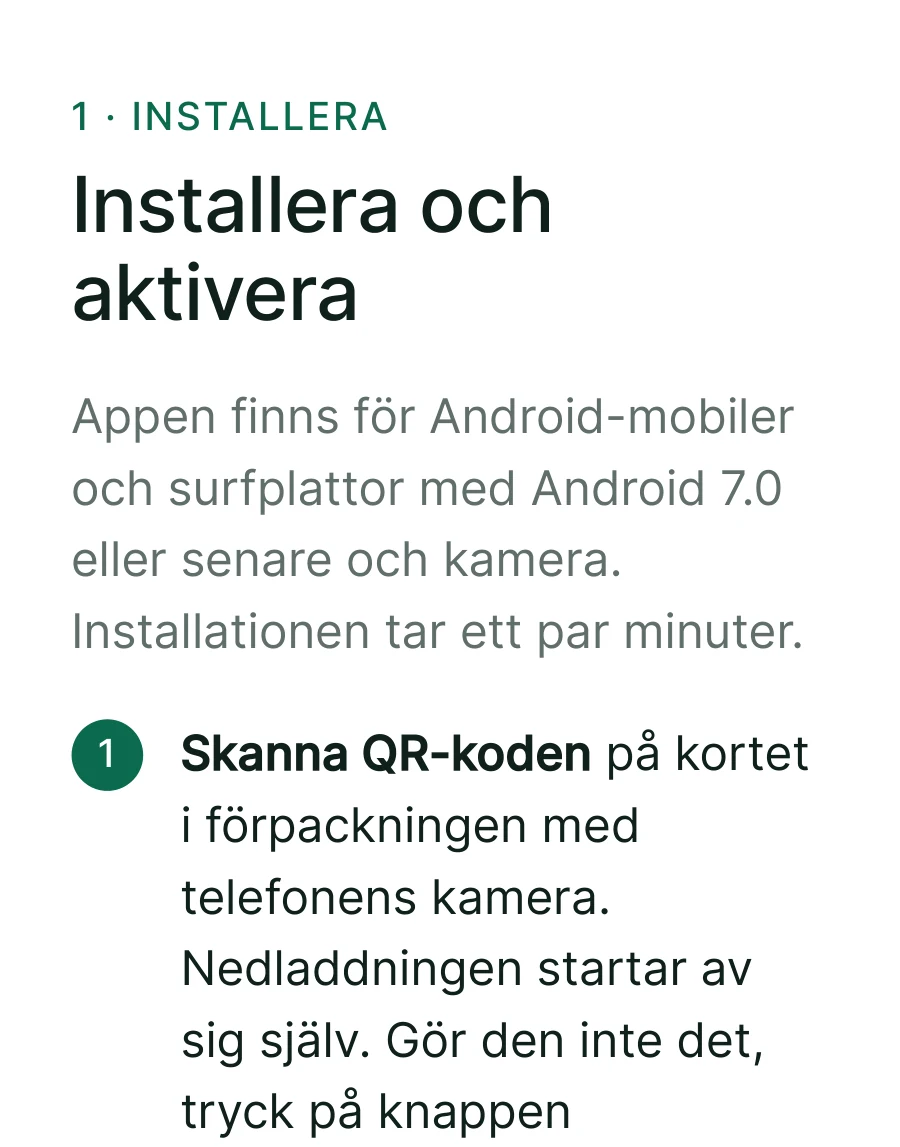 1 · INSTALLERA
Installera och
aktivera
Appen finns för Android-mobiler
och surfplattor med Android 7.0
eller senare och kamera.
Installationen tar ett par minuter.
1 Skanna QR-koden på kortet
i förpackningen med
telefonens kamera.
Nedladdningen startar av
sig själv. Gör den inte det,
tryck på knappen